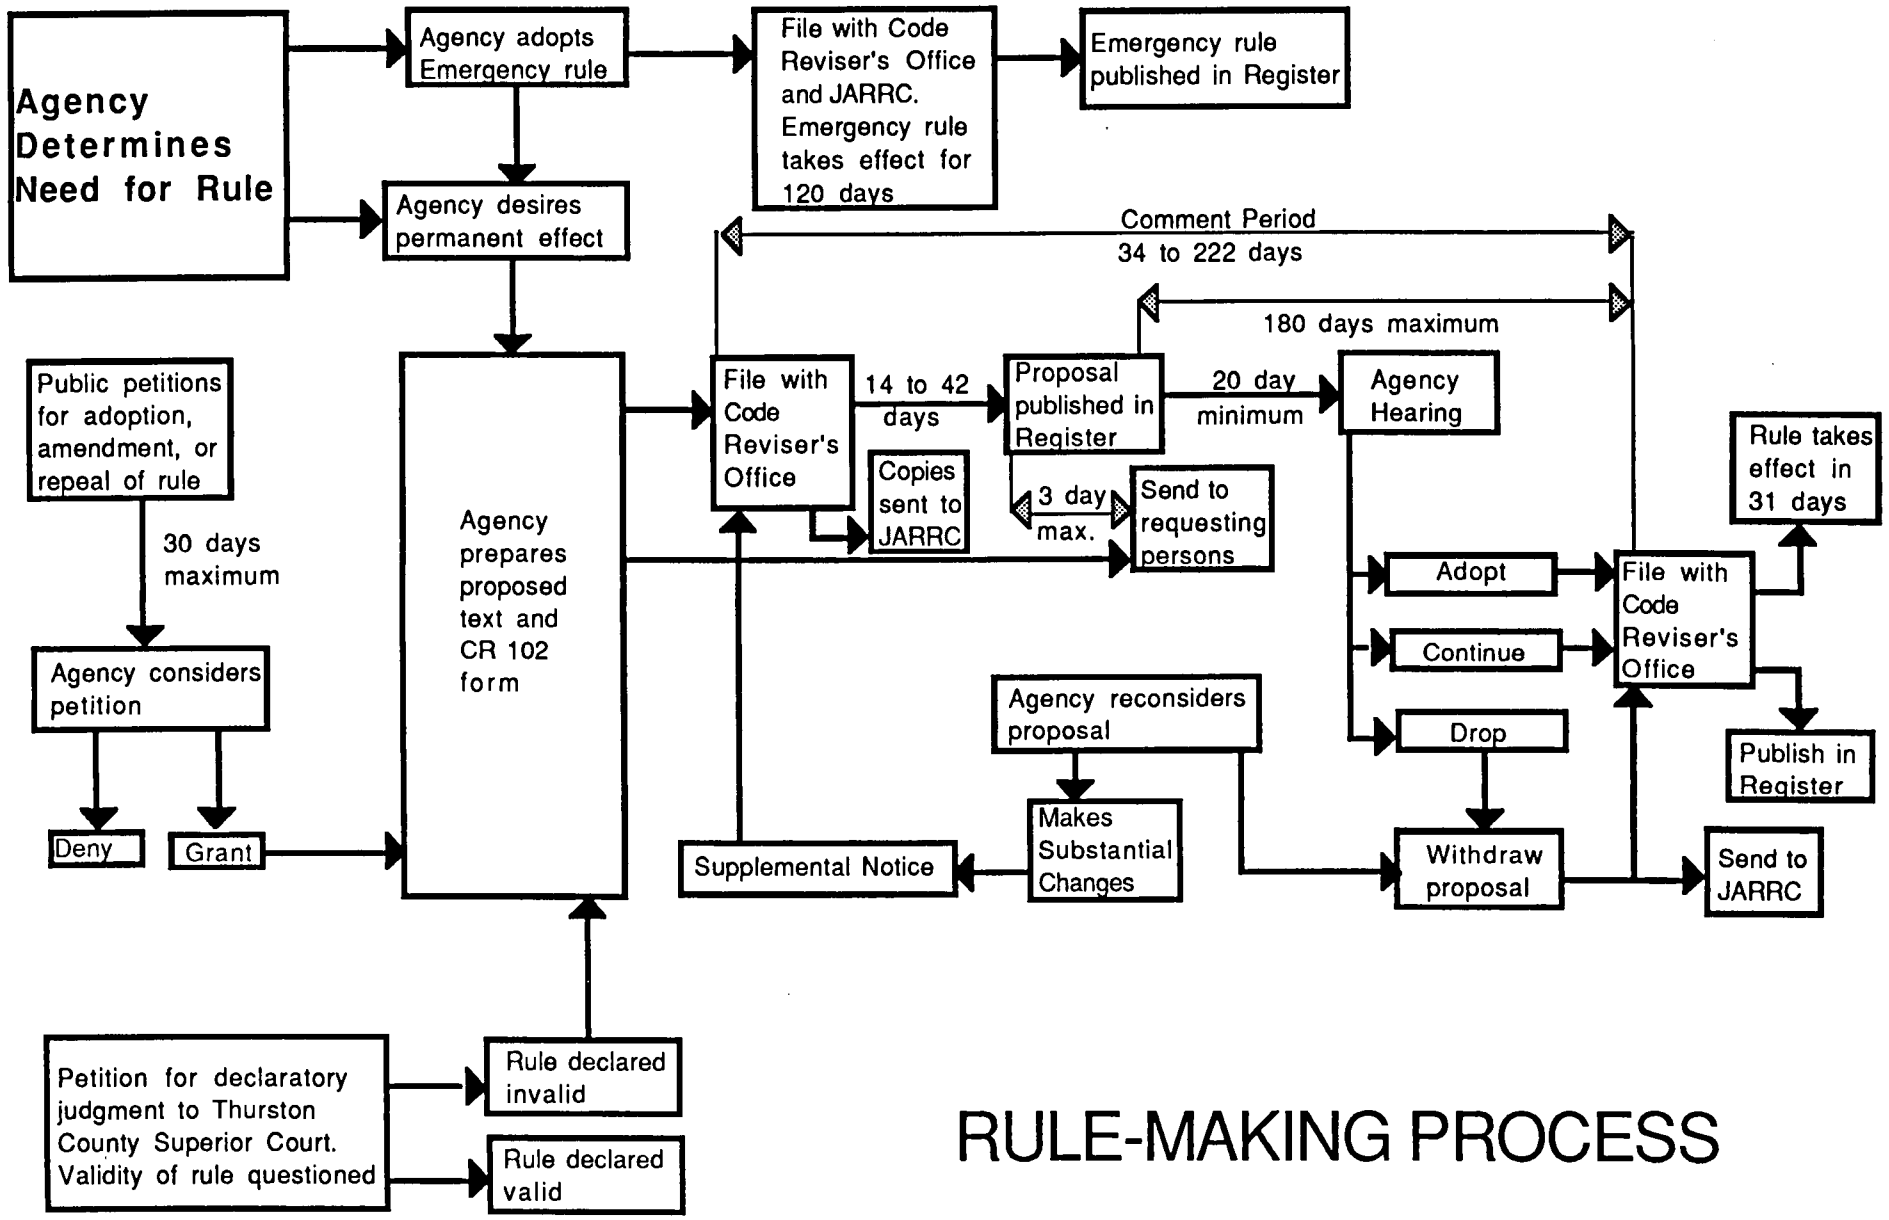 Agency
Determines
Need for Rule
Agency adopts
Emergency rule
File with Code
Reviser's Office
and JARRC.
Emergency rule
takes effect for
120 days
Emergency rule
published in Register
Agency desires
permanent effect
Comment Period
34 to 222 days
180 days maximum
Public petitions
for adoption,
amendment, or
repeal of rule
30 days
maximum
Agency considers
petition
Deny
Grant
Agency
prepares
proposed
text and
CR 102
form
File with
Code
Reviser's
Office
14 to 42
days
Copies
sent to
JARRC
Proposal
published in
Register
3 day
max.
Send to
requesting
persons
20 day
minimum
Agency
Hearing
Adopt
Continue
Drop
File with
Code
Reviser's
Office
Rule takes
effect in
31 days
Publish in
Register
Agency reconsiders
proposal
Makes
Substantial
Changes
Supplemental Notice
Withdraw
proposal
Send to
JARRC
Petition for declaratory
judgment to Thurston
County Superior Court.
Validity of rule questioned
Rule declared
invalid
Rule declared
valid
RULE-MAKING PROCESS